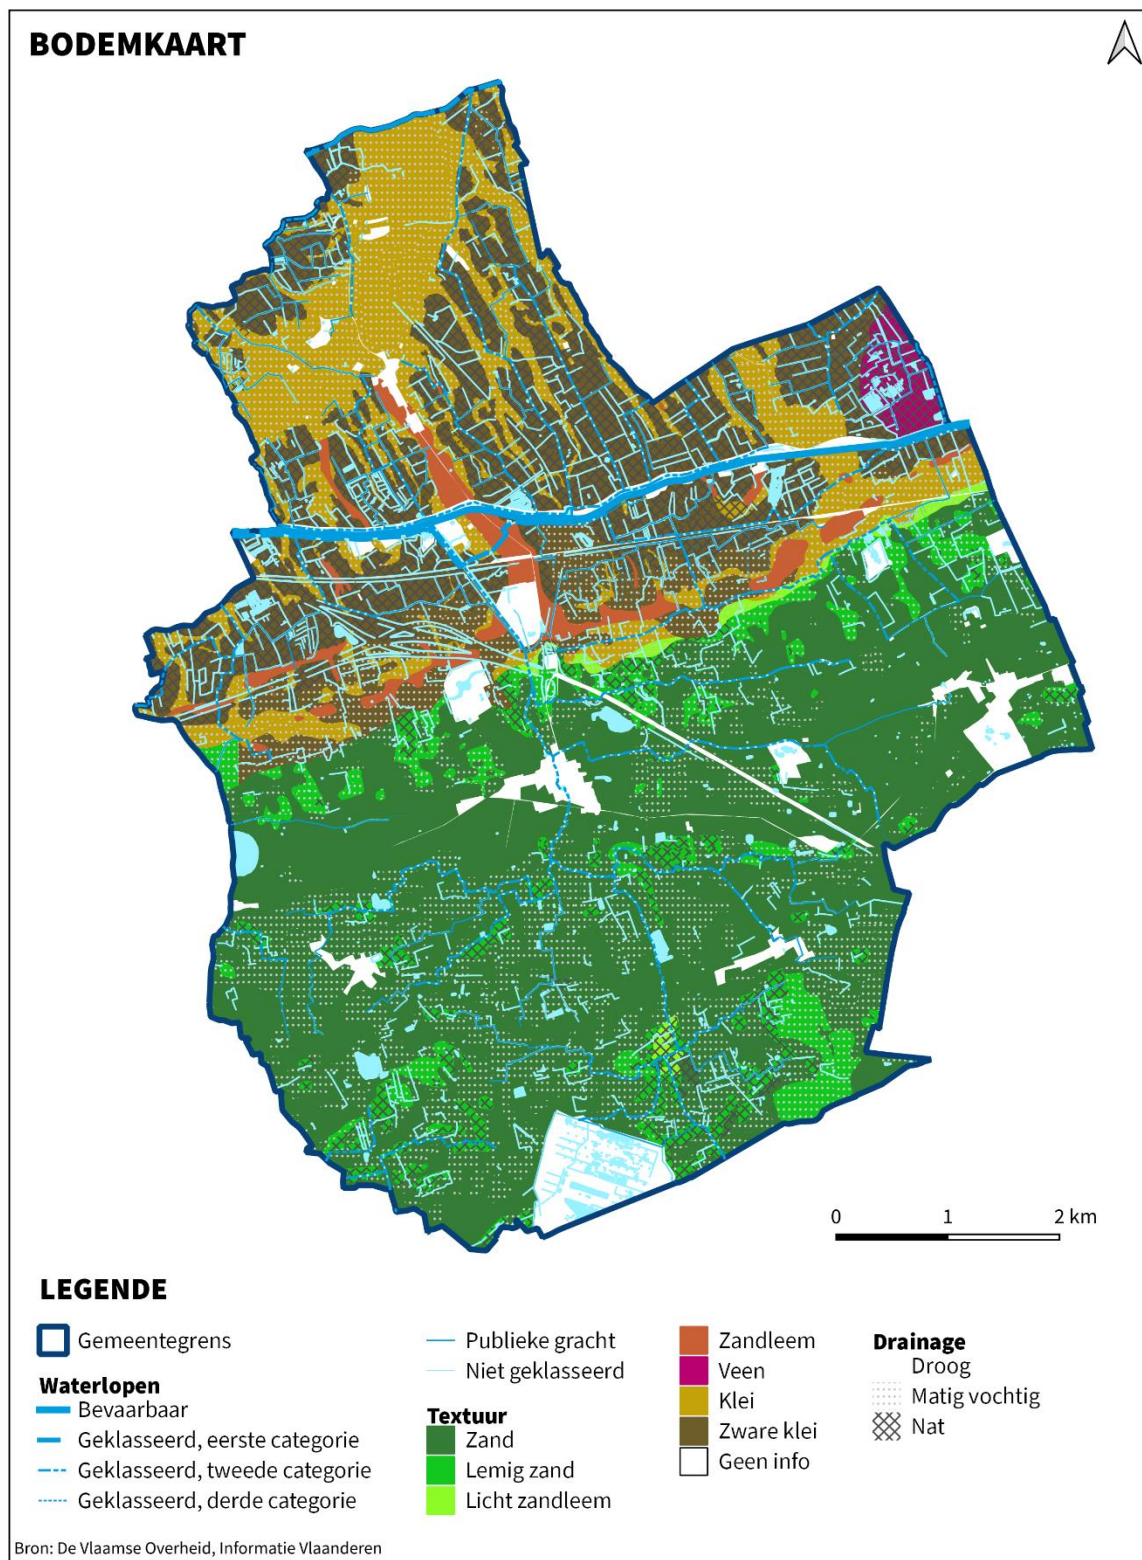 BODEMKAART
0 1 2 km
LEGENDE
Gemeentegrens
Waterlopen
Bevaarbaar
Geklasseerd, eerste categorie
Geklasseerd, tweede categorie
Geklasseerd, derde categorie
Publieke gracht
Niet geklasseerd
Textuur
Zand
Lemig zand
Licht zandleem
Zandleem
Veen
Klei
Zware klei
Geen info
Drainage
Droog
Matig vochtig
Nat
Bron: De Vlaamse Overheid, Informatie Vlaanderen